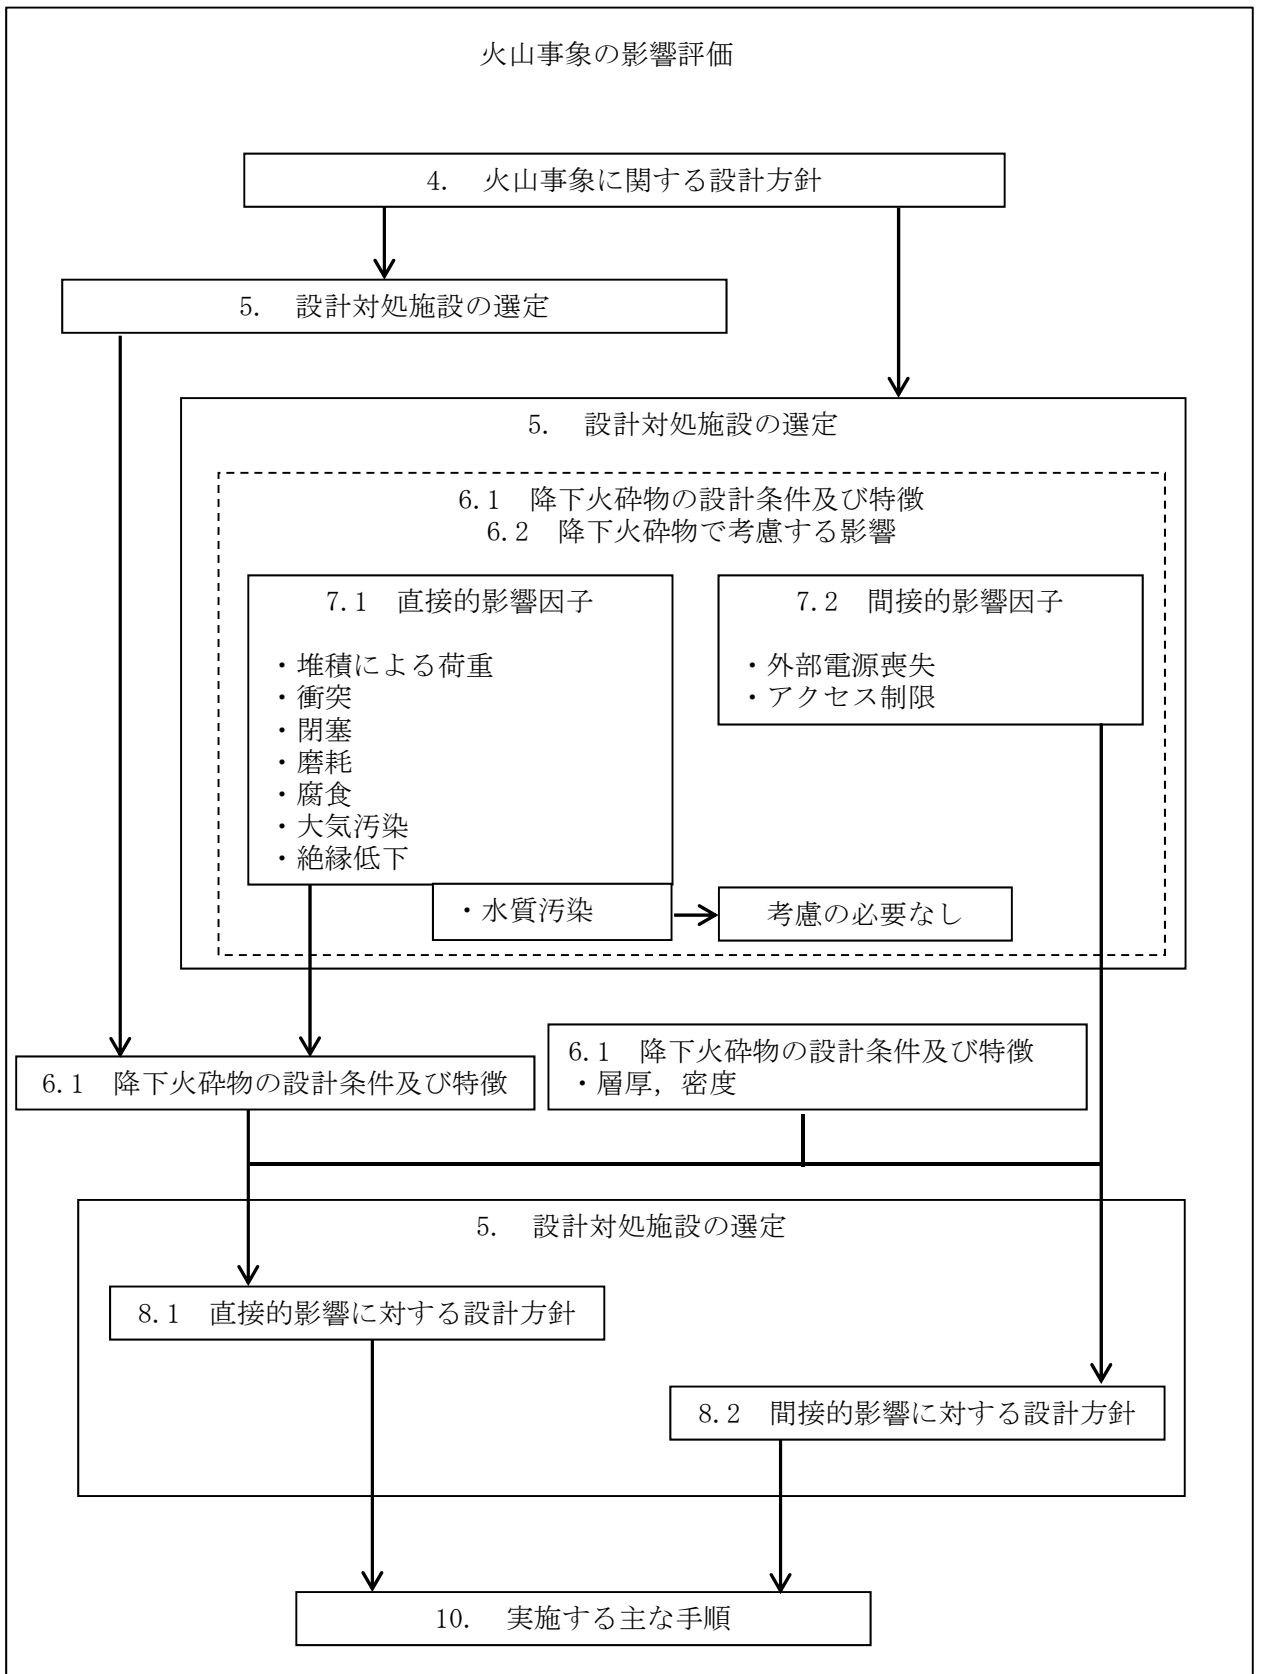 火山事象の影響評価
4.　火山事象に関する設計方針
5.　設計対処施設の選定
5.　設計対処施設の選定
6.1　降下火砕物の設計条件及び特徴
6.2　降下火砕物で考慮する影響
7.1　直接的影響因子
・堆積による荷重
・衝突
・閉塞
・磨耗
・腐食
・大気汚染
・絶縁低下
・水質汚染
7.2　間接的影響因子
・外部電源喪失
・アクセス制限
考慮の必要なし
6.1　降下火砕物の設計条件及び特徴
6.1　降下火砕物の設計条件及び特徴
・層厚，密度
5.　設計対処施設の選定
8.1　直接的影響に対する設計方針
8.2　間接的影響に対する設計方針
10.　実施する主な手順